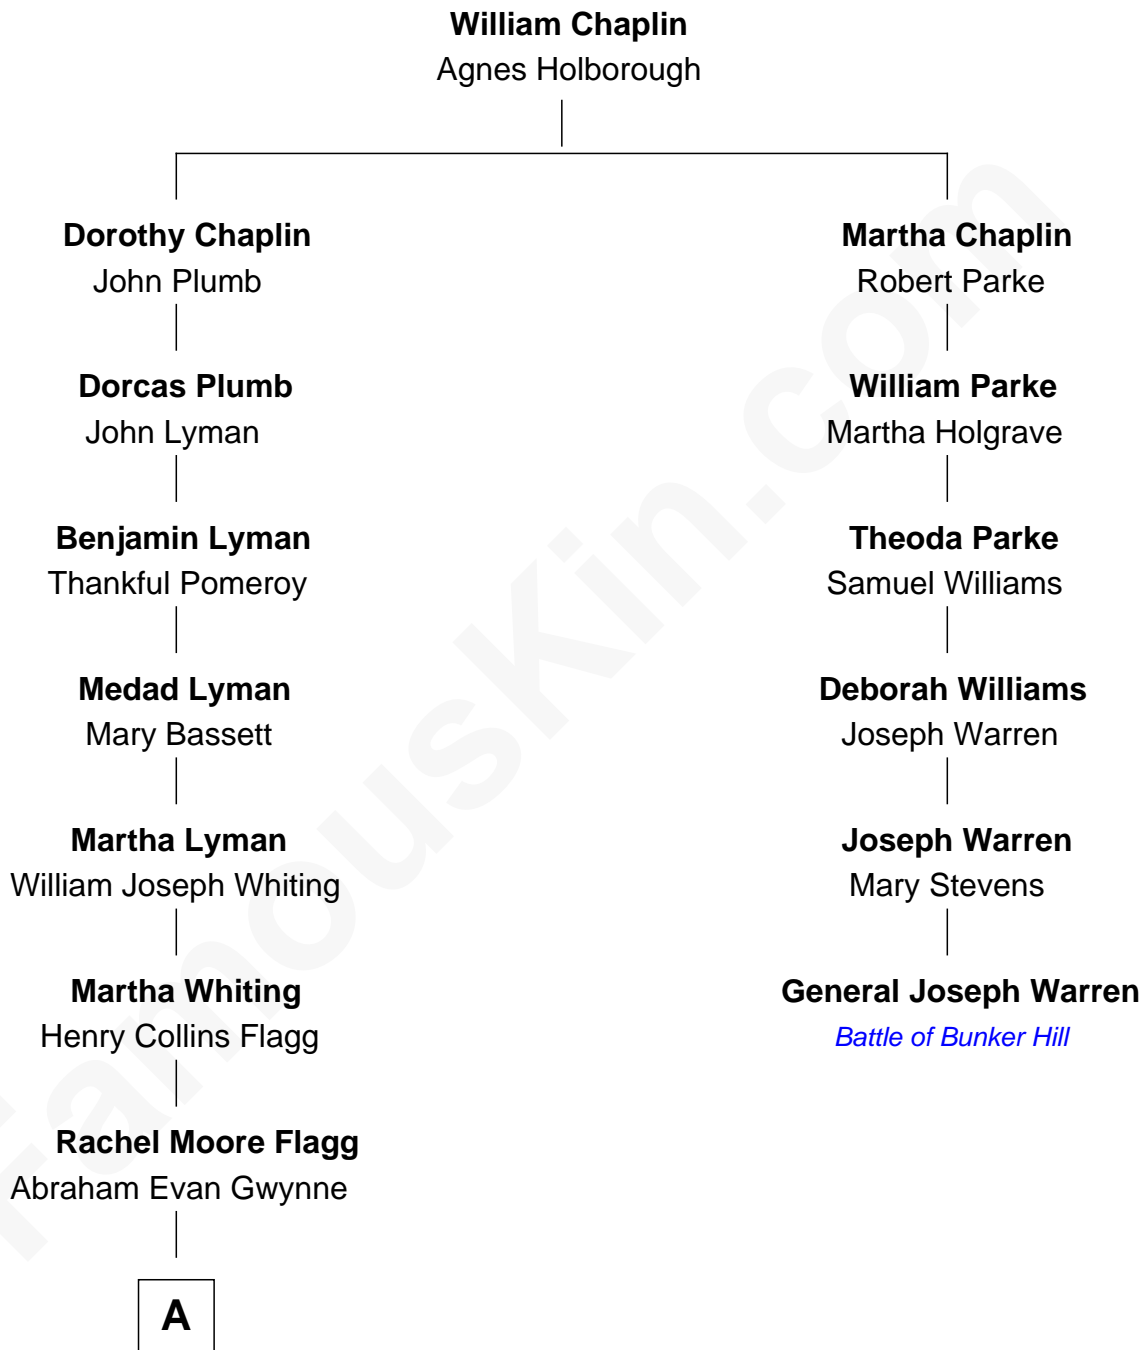 William Chaplin
Agnes Holborough
Dorothy Chaplin
John Plumb
Dorcas Plumb
John Lyman
Benjamin Lyman
Thankful Pomeroy
Medad Lyman
Mary Bassett
Martha Lyman
William Joseph Whiting
Martha Whiting
Henry Collins Flagg
Rachel Moore Flagg
Abraham Evan Gwynne
A
Martha Chaplin
Robert Parke
William Parke
Martha Holgrave
Theoda Parke
Samuel Williams
Deborah Williams
Joseph Warren
Joseph Warren
Mary Stevens
General Joseph Warren
Battle of Bunker Hill
FamousKin.com